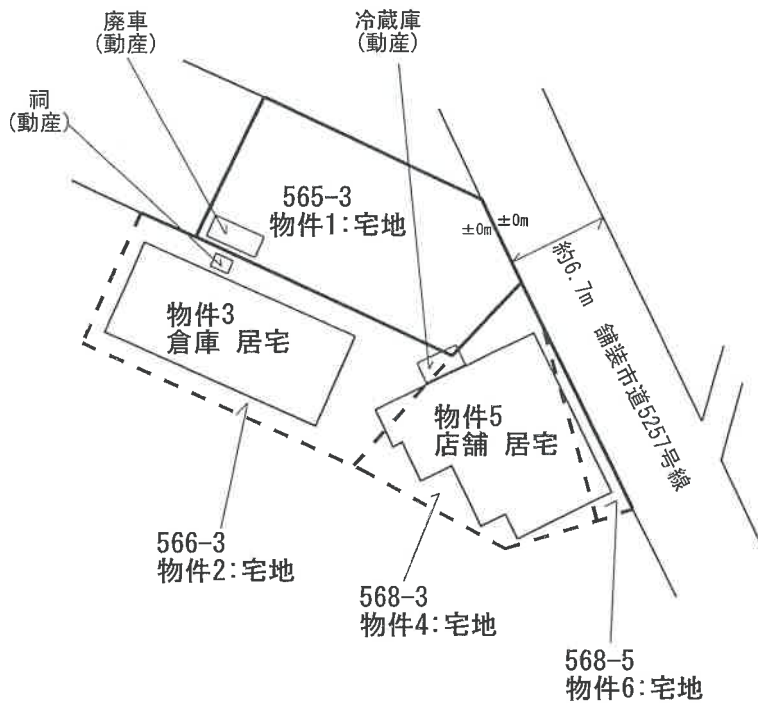 廃車
(動産)
冷蔵庫
(動産)
祠
(動産)
565-3
物件1:宅地
±0m
±0m
約6.7m 舗装市道5257号線
物件3
倉庫 居宅
物件5
店舗 居宅
566-3
物件2:宅地
568-3
物件4:宅地
568-5
物件6:宅地